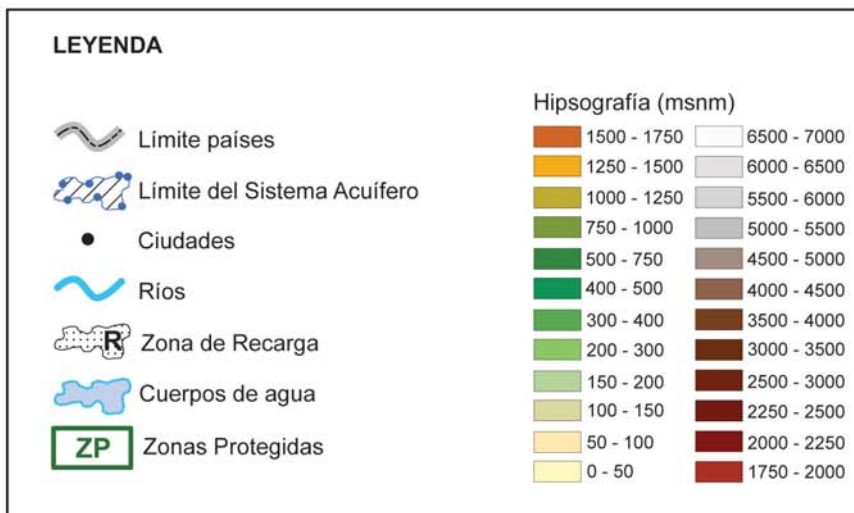 LEYENDA
Límite países
Límite del Sistema Acuífero
Ciudades
Ríos
R Zona de Recarga
Cuerpos de agua
ZP Zonas Protegidas
Hipsografía (msnm)
1500 - 1750 6500 - 7000
1250 - 1500 6000 - 6500
1000 - 1250 5500 - 6000
750 - 1000 5000 - 5500
500 - 750 4500 - 5000
400 - 500 4000 - 4500
300 - 400 3500 - 4000
200 - 300 3000 - 3500
150 - 200 2500 - 3000
100 - 150 2250 - 2500
50 - 100 2000 - 2250
0 - 50 1750 - 2000